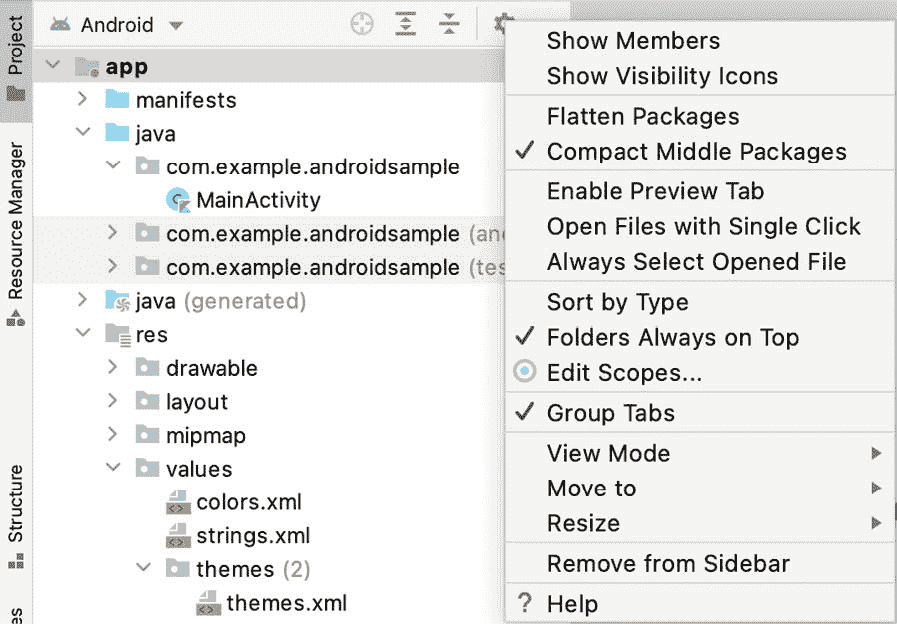 Project
Resource Manager
Structure
Android
app
manifests
java
com.example.androidsample
MainActivity
com.example.androidsample (an
com.example.androidsample (tes
java (generated)
res
drawable
layout
mipmap
values
colors.xml
strings.xml
themes (2)
themes.xml
Show Members
Show Visibility Icons
Flatten Packages
✓ Compact Middle Packages
Enable Preview Tab
Open Files with Single Click
Always Select Opened File
Sort by Type
✓ Folders Always on Top
Edit Scopes...
✓ Group Tabs
View Mode
Move to
Resize
Remove from Sidebar
? Help